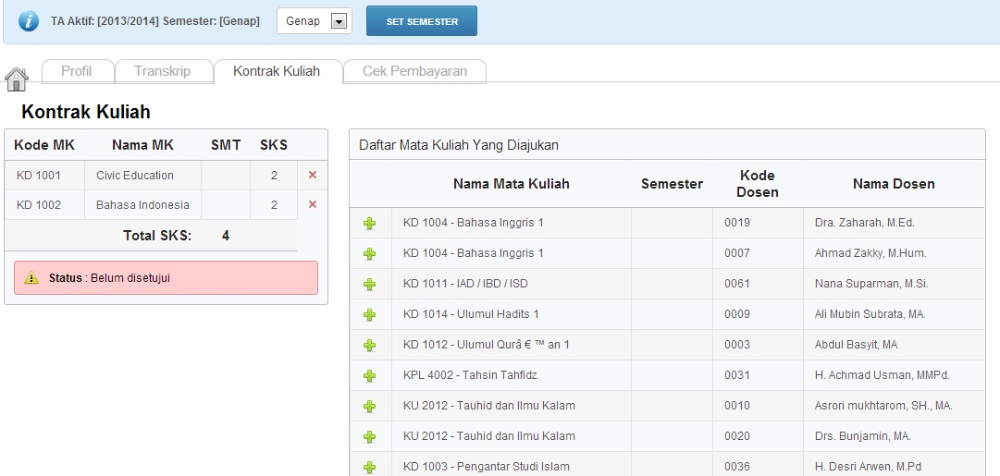 TA Aktif: [2013/2014] Semester: [Genap] Genap SET SEMESTER
Profil Transkrip Kontrak Kuliah Cek Pembayaran
Kontrak Kuliah
Kode MK Nama MK SMT SKS
KD 1001 Civic Education 2
KD 1002 Bahasa Indonesia 2
Total SKS: 4
Status : Belum disetujui
Daftar Mata Kuliah Yang Diajukan
Nama Mata Kuliah Semester Kode Dosen Nama Dosen
KD 1004 - Bahasa Inggris 1 0019 Dra. Zaharah, M.Ed.
KD 1004 - Bahasa Inggris 1 0007 Ahmad Zakky, M.Hum.
KD 1011 - IAD / IBD / ISD 0061 Nana Suparman, M.Si.
KD 1014 - Ulumul Hadits 1 0009 Ali Mubin Subrata, MA.
KD 1012 - Ulumul Qurâ € ™ an 1 0003 Abdul Basyit, MA
KPL 4002 - Tahsin Tahfidz 0031 H. Achmad Usman, MMPd.
KU 2012 - Tauhid dan Ilmu Kalam 0010 Asrori mukhtarom, SH., MA.
KU 2012 - Tauhid dan Ilmu Kalam 0020 Drs. Bunjamin, MA.
KD 1003 - Pengantar Studi Islam 0036 H. Desri Arwen, M.Pd